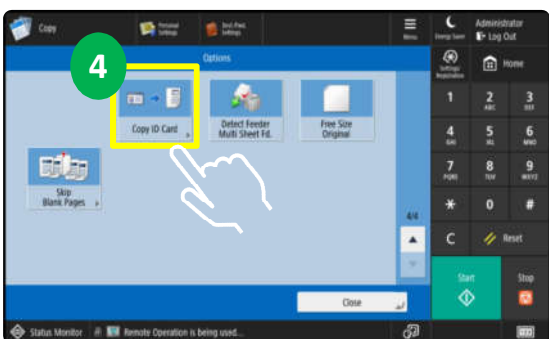 Copy
Personal Settings
Dest./Fwd. Settings
Menu
Energy Saver
Administrator
Log Out
Options
4
Settings/
Registration
Home
Copy ID Card
Detect Feeder
Multi Sheet Fd.
Free Size
Original
Skip
Blank Pages
4/4
Close
1
2 ABC
3 DEF
4 GHI
5 JKL
6 MNO
7 PQRS
8 TUV
9 WXYZ
* 0 #
C
Reset
Start
Stop
Status Monitor
Remote Operation is being used...
123